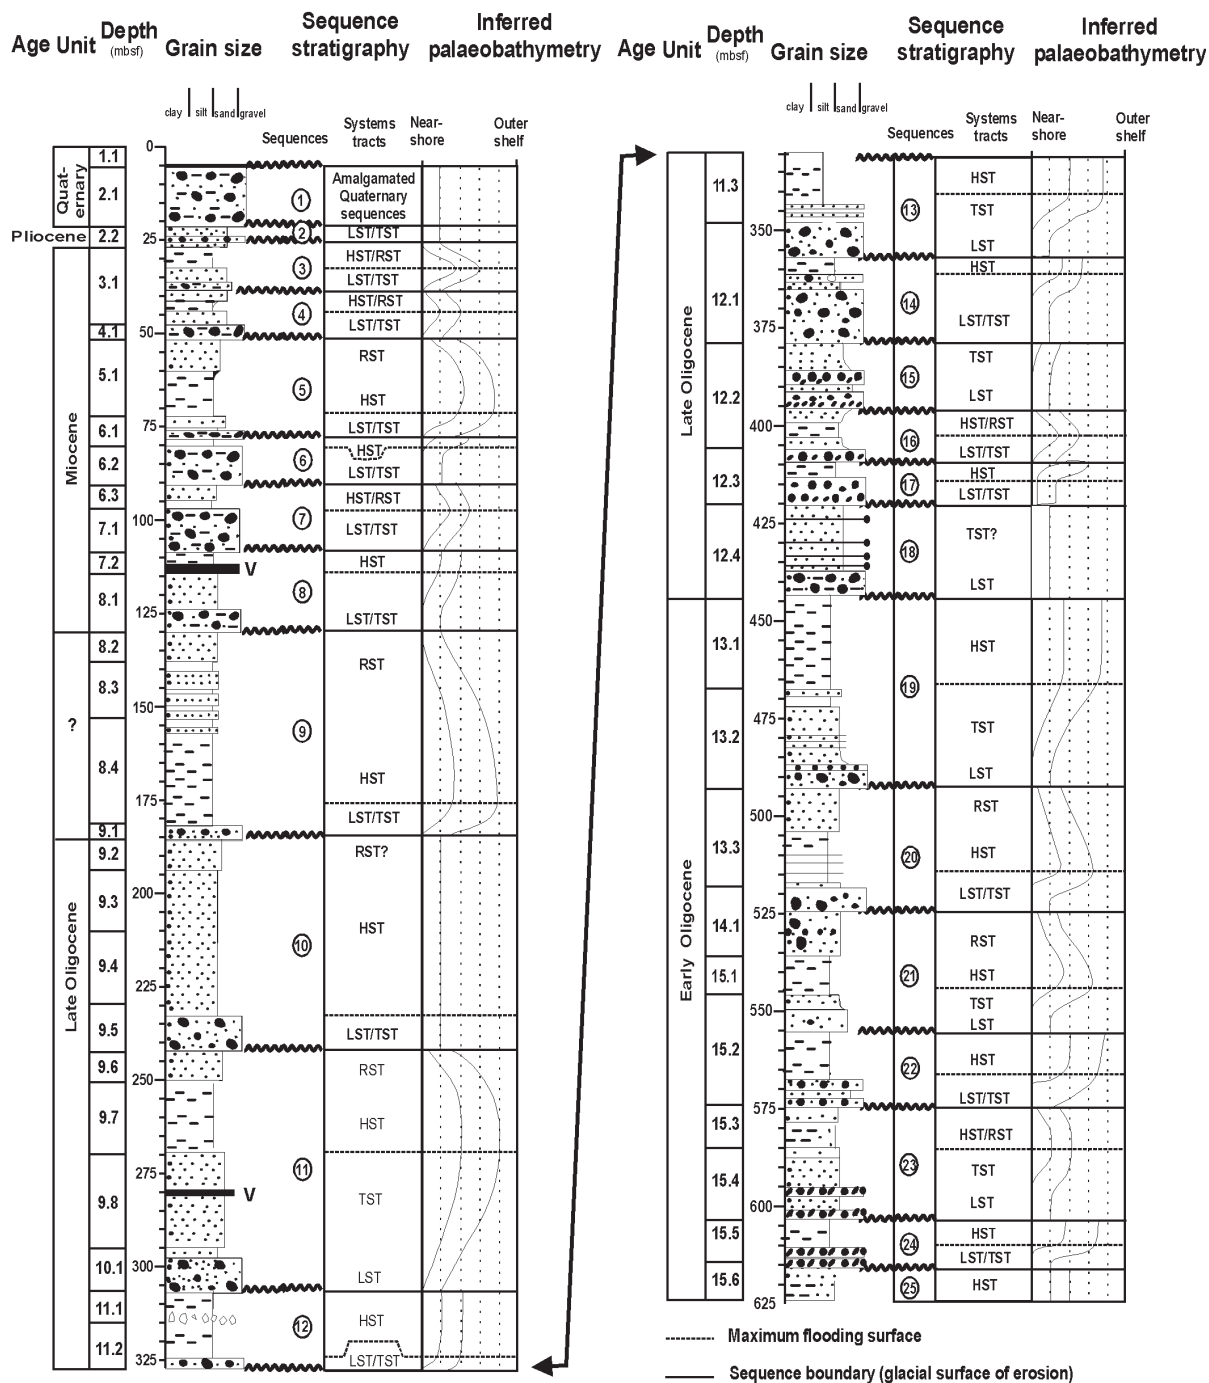 Age Unit Depth (mbsf) Grain size Sequence stratigraphy Inferred palaeobathymetry
clay silt sand gravel
Sequences Systems tracts Near-shore Outer shelf
Quat-ernary
Pliocene
Miocene
?
Late Oligocene
1.1
2.1
2.2
3.1
4.1
5.1
6.1
6.2
6.3
7.1
7.2
8.1
8.2
8.3
8.4
9.1
9.2
9.3
9.4
9.5
9.6
9.7
9.8
10.1
11.1
11.2
0
25
50
75
100
125
150
175
200
225
250
275
300
325
V
V
1
2
3
4
5
6
7
8
9
10
11
12
Amalgamated
Quaternary
sequences
LST/TST
HST/RST
LST/TST
HST/RST
LST/TST
RST
HST
LST/TST
HST
LST/TST
HST/RST
LST/TST
HST
LST/TST
RST
HST
LST/TST
RST?
HST
LST/TST
RST
HST
TST
LST
HST
LST/TST
Age Unit Depth (mbsf) Grain size Sequence stratigraphy Inferred palaeobathymetry
clay silt sand gravel
Sequences Systems tracts Near-shore Outer shelf
Late Oligocene
Early Oligocene
11.3
12.1
12.2
12.3
12.4
13.1
13.2
13.3
14.1
15.1
15.2
15.3
15.4
15.5
15.6
350
375
400
425
450
475
500
525
550
575
600
625
13
14
15
16
17
18
19
20
21
22
23
24
25
HST
TST
LST
HST
LST/TST
TST
LST
HST/RST
LST/TST
HST
LST/TST
TST?
LST
HST
TST
LST
RST
HST
LST/TST
RST
HST
TST
LST
HST
LST/TST
HST/RST
TST
LST
HST
LST/TST
HST
Maximum flooding surface
Sequence boundary (glacial surface of erosion)